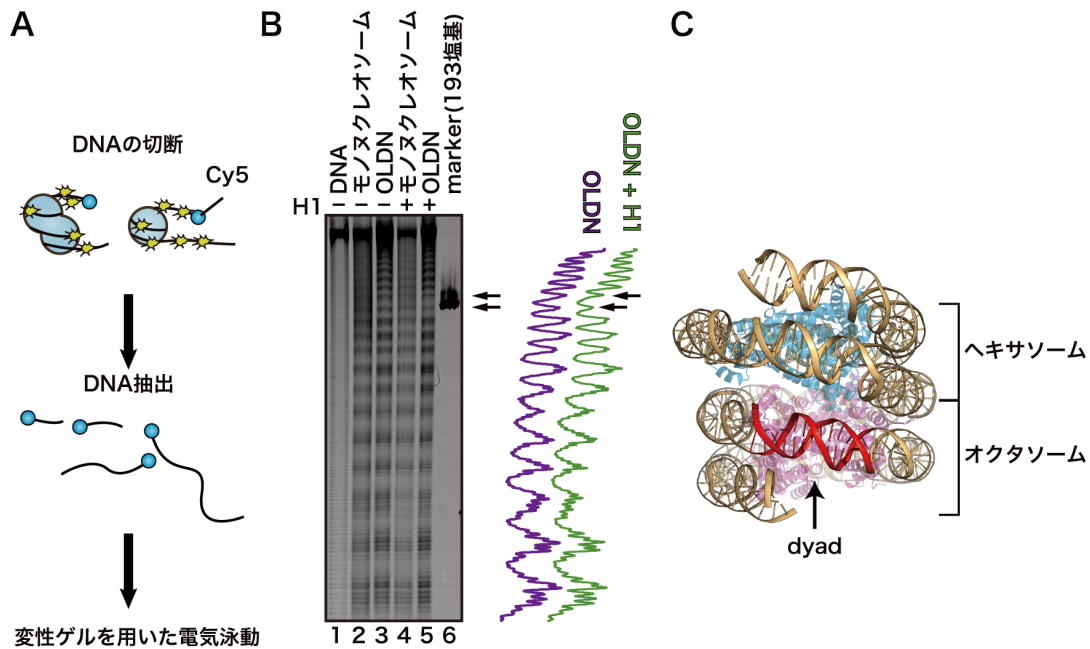 A
DNAの切断
Cy5
DNA抽出
変性ゲルを用いた電気泳動
B
DNA
モノヌクレオソーム
OLDN
モノヌクレオソーム
OLDN
marker(193塩基)
H1 − − − + +
1 2 3 4 5 6
OLDN
OLDN + H1
C
ヘキサソーム
オクタソーム
dyad